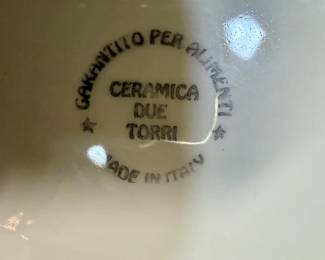 GARANTITO PER ALIMENTI
CERAMICA
DUE
TORRI
MADE IN ITALY